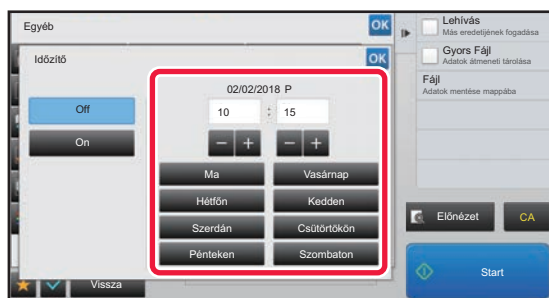 Egyéb
OK
Időzítő
OK
02/02/2018 P
10 : 15
Off
On
Ma
Vasárnap
Hétfőn
Kedden
Szerdán
Csütörtökön
Pénteken
Szombaton
Vissza
Lehívás
Más eredetijének fogadása
Gyors Fájl
Adatok átmeneti tárolása
Fájl
Adatok mentése mappába
Előnézet
CA
Start